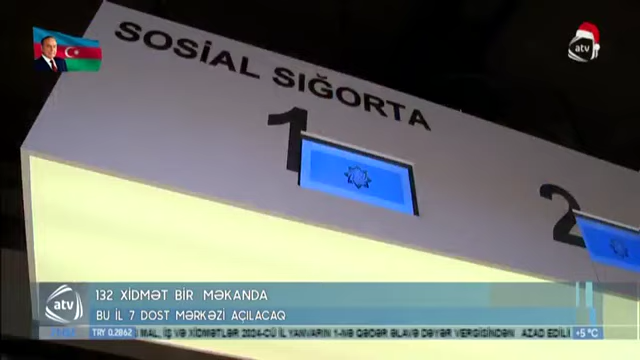 SOSİAL SIĞORTA
1
2
atv
132 XİDMƏT BİR MƏKANDA
BU İL 7 DOST MƏRKƏZİ AÇILACAQ
atv
TRY 0.2862 MAL, İŞ VƏ XİDMƏTLƏR 2024-CÜ İL YANVARIN 1-NƏ QƏDƏR ƏLAVƏ DƏYƏR VERGİSİNDƏN AZAD EDİLİ +5°C